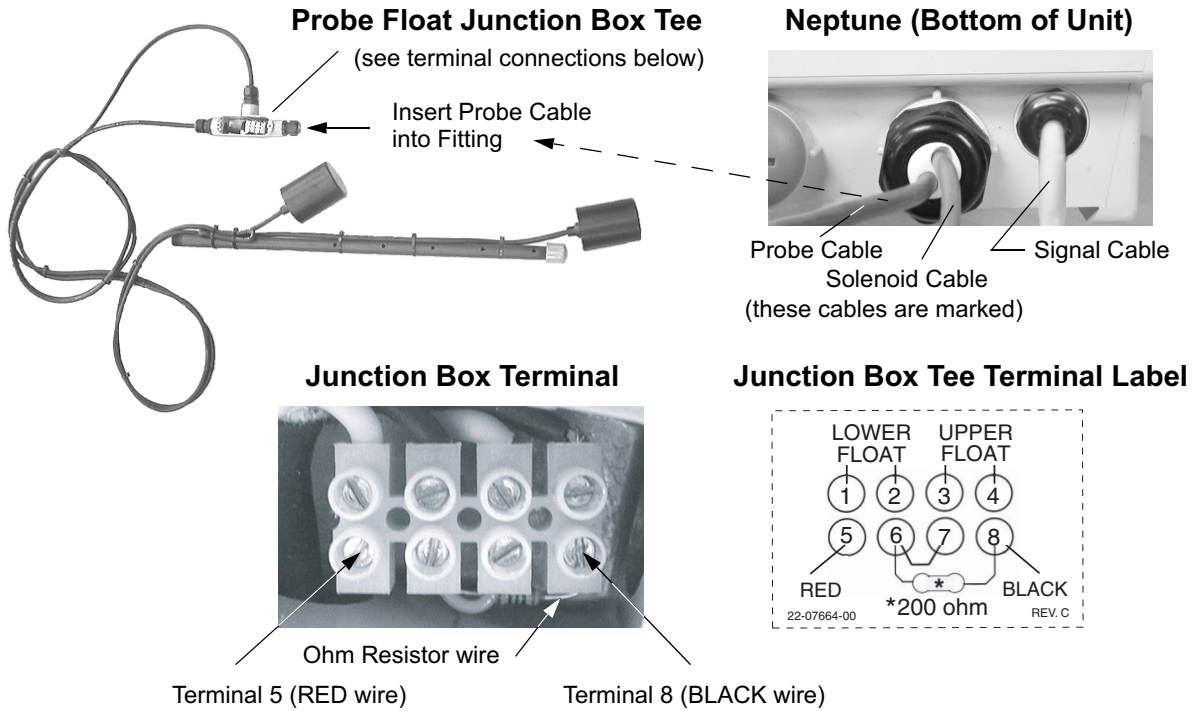 Probe Float Junction Box Tee
(see terminal connections below)
Insert Probe Cable
into Fitting
Neptune (Bottom of Unit)
Probe Cable
Solenoid Cable
(these cables are marked)
Signal Cable
Junction Box Terminal
Ohm Resistor wire
Terminal 5 (RED wire)
Terminal 8 (BLACK wire)
Junction Box Tee Terminal Label
LOWER UPPER
FLOAT FLOAT
1 2 3 4
5 6 7 8
*
RED BLACK
*200 ohm
22-07664-00 REV. C